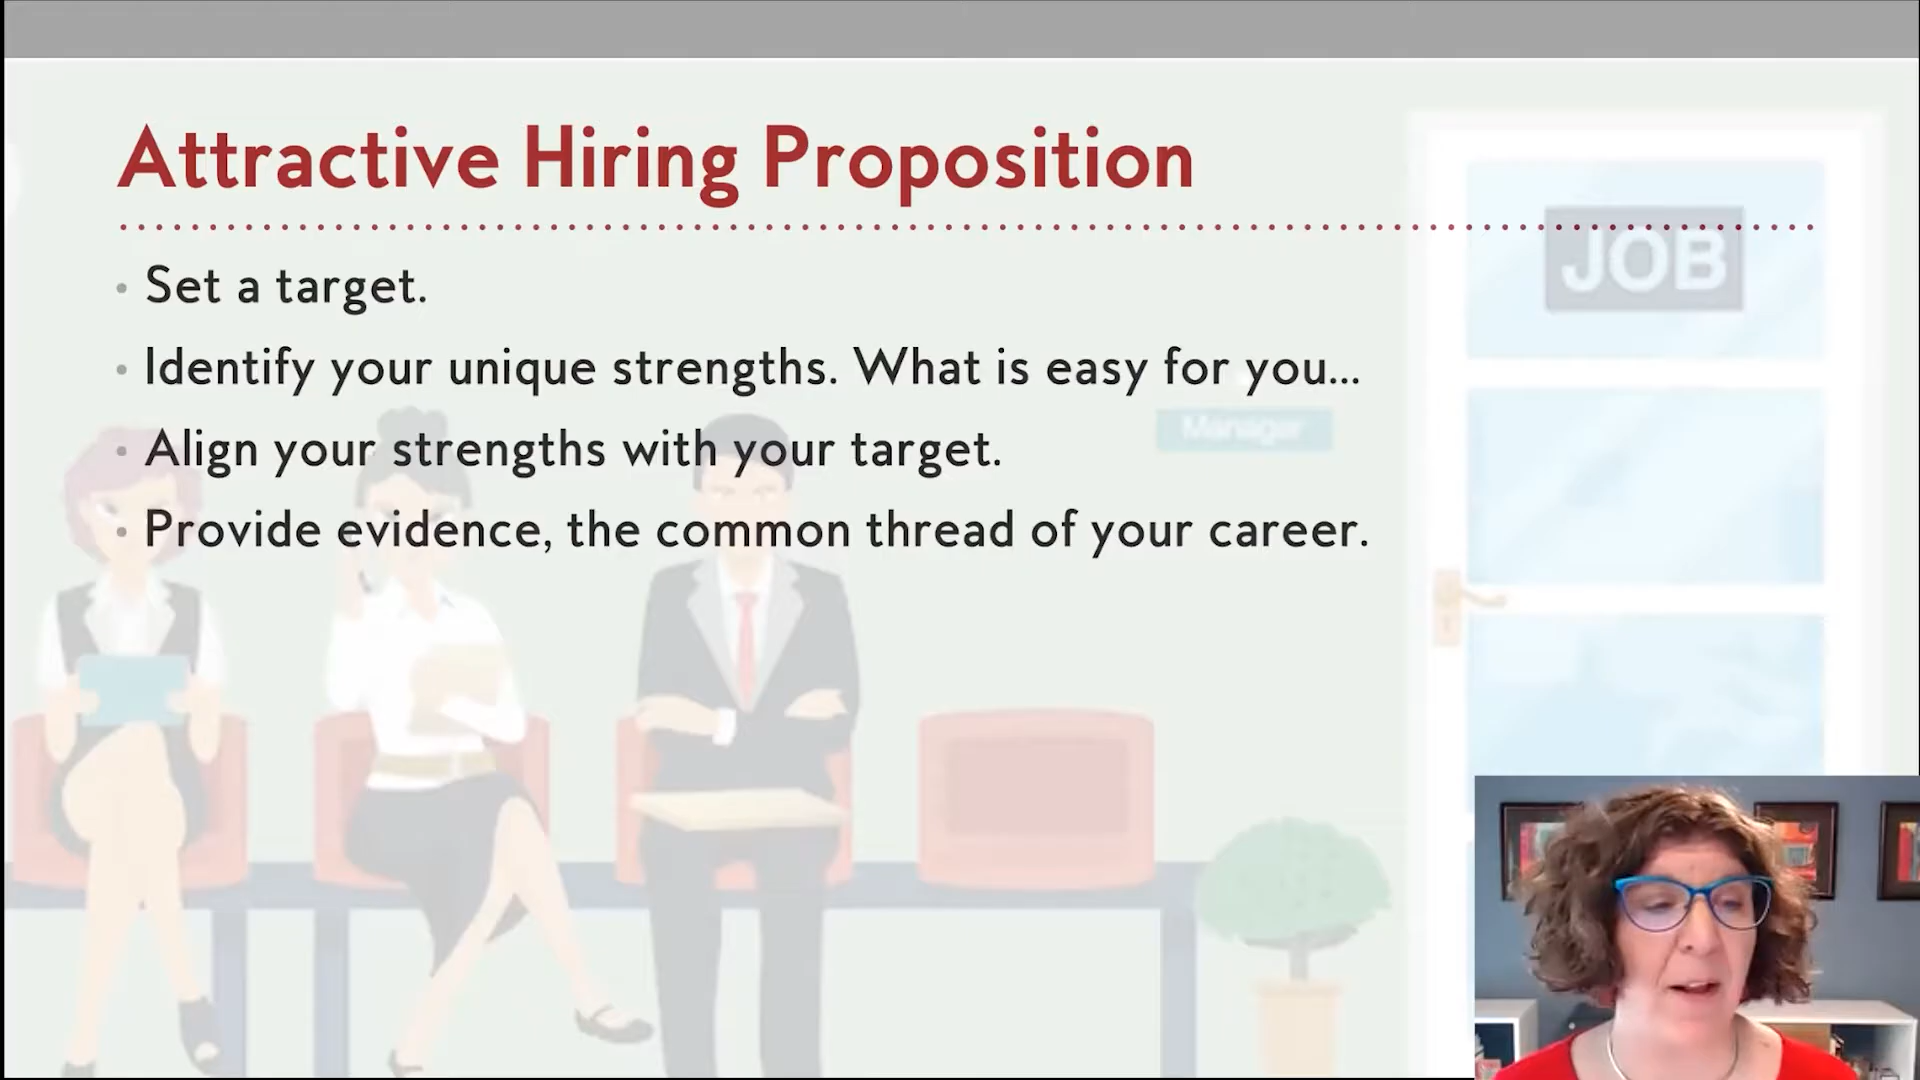 Attractive Hiring Proposition
JOB
• Set a target.
• Identify your unique strengths. What is easy for you...
Manager
• Align your strengths with your target.
• Provide evidence, the common thread of your career.